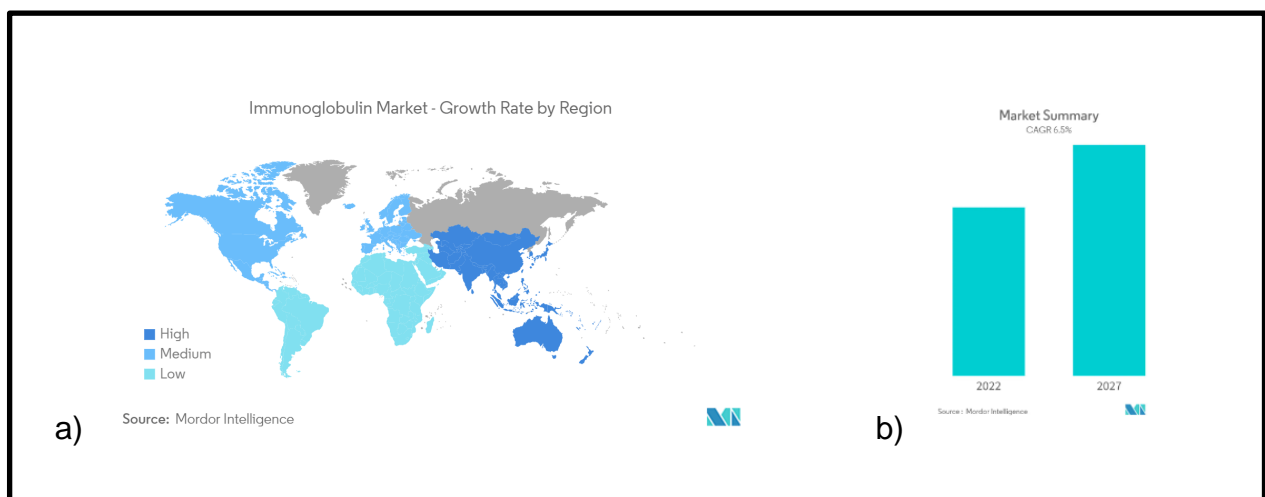 Immunoglobulin Market - Growth Rate by Region
High
Medium
Low
Source: Mordor Intelligence
a)
Market Summary
CAGR 6.5%
2022
2027
Source : Mordor Intelligence
b)